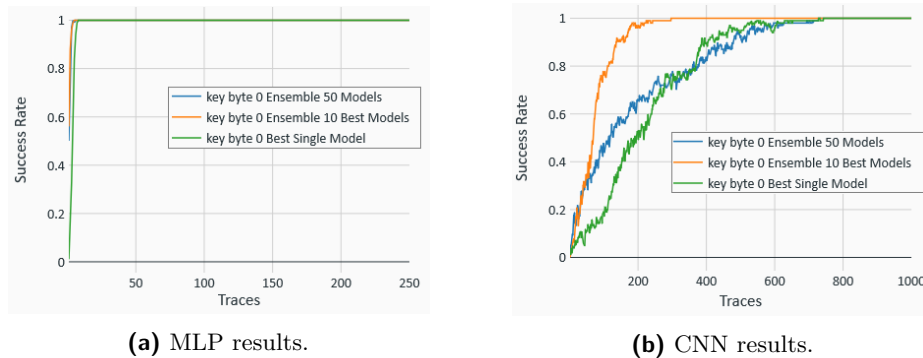 1
0.8
0.6
0.4
0.2
0
Success Rate
key byte 0 Ensemble 50 Models
key byte 0 Ensemble 10 Best Models
key byte 0 Best Single Model
50 100 150 200 250
Traces
(a) MLP results.
1
0.8
0.6
0.4
0.2
0
Success Rate
key byte 0 Ensemble 50 Models
key byte 0 Ensemble 10 Best Models
key byte 0 Best Single Model
200 400 600 800 1000
Traces
(b) CNN results.